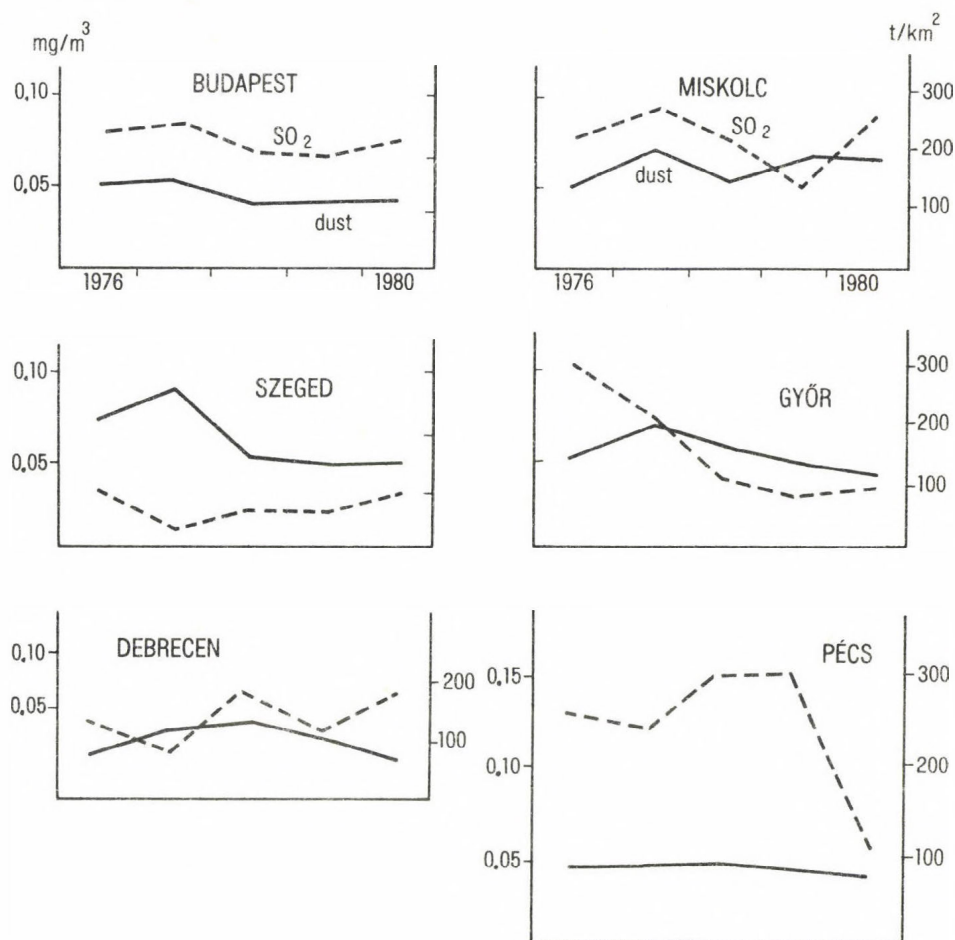 mg/m³
t/km²
BUDAPEST
0.10
SO₂
0.05
dust
1976
1980
MISKOLC
300
SO₂
200
dust
100
1976
1980
SZEGED
0.10
0.05
GYŐR
300
200
100
DEBRECEN
0.10
0.05
200
100
PÉCS
0.15
0.10
0.05
300
200
100